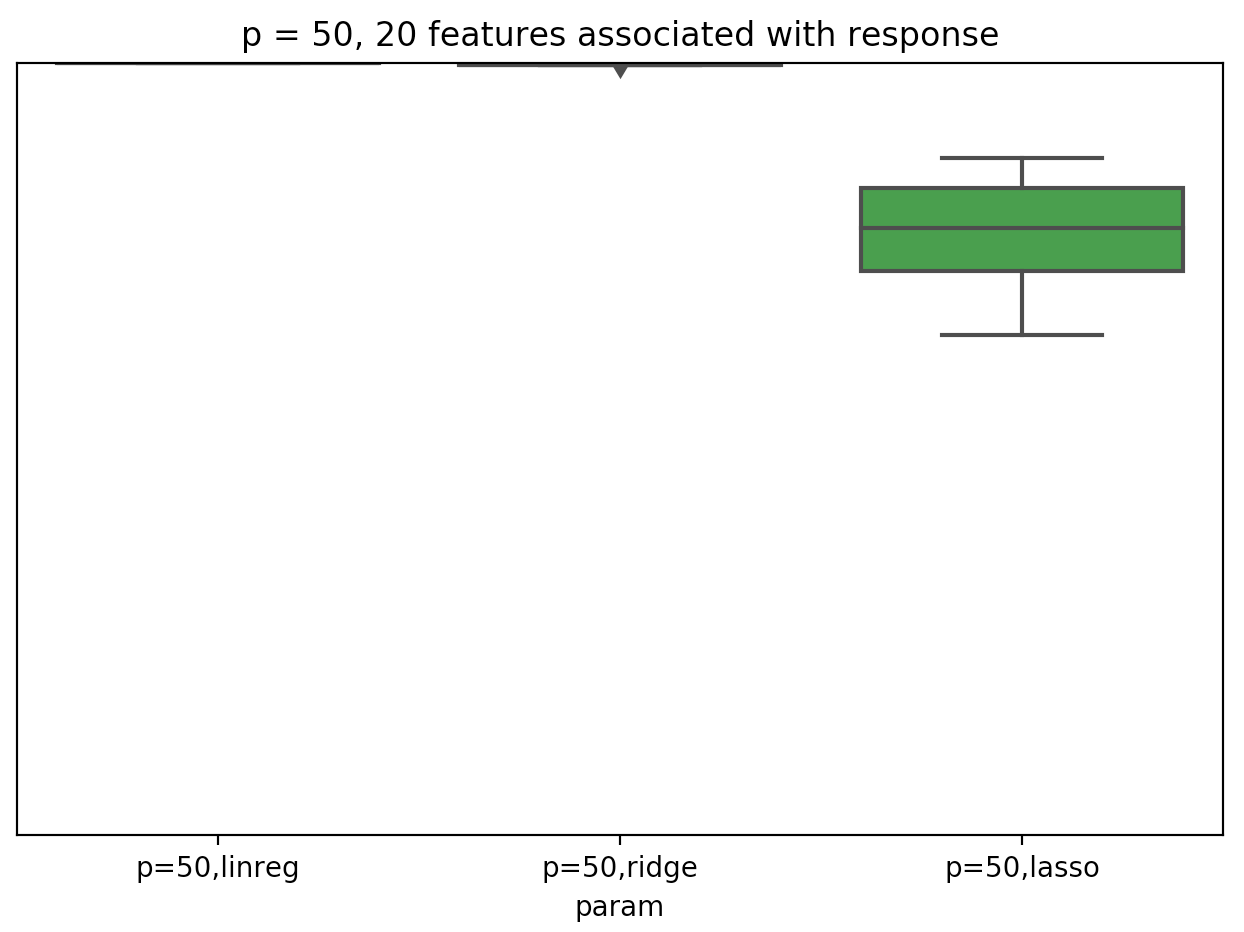 p = 50, 20 features associated with response
p=50,linreg
p=50,ridge
p=50,lasso
param